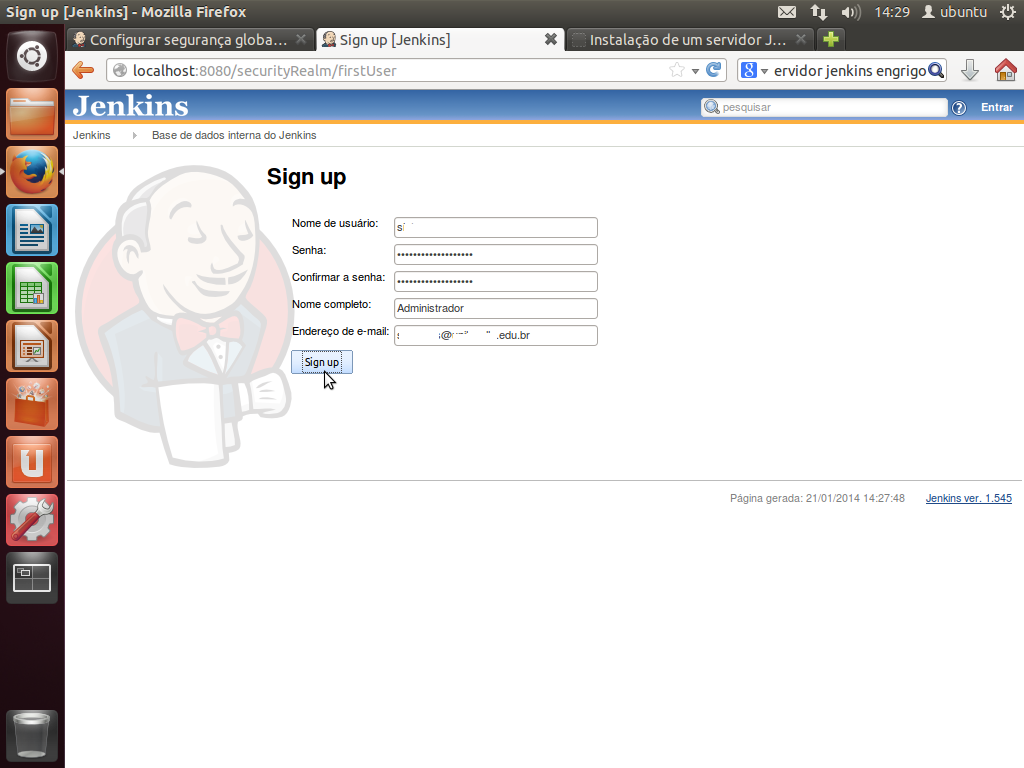 Sign up [Jenkins] - Mozilla Firefox
14:29
ubuntu
Configurar segurança globa...
Sign up [Jenkins]
Instalação de um servidor J...
localhost:8080/securityRealm/firstUser
ervidor jenkins engrigo
Jenkins
pesquisar
Entrar
Jenkins
Base de dados interna do Jenkins
Sign up
Nome de usuário:
Senha:
Confirmar a senha:
Nome completo: Administrador
Endereço de e-mail: .edu.br
Sign up
Página gerada: 21/01/2014 14:27:48
Jenkins ver. 1.545